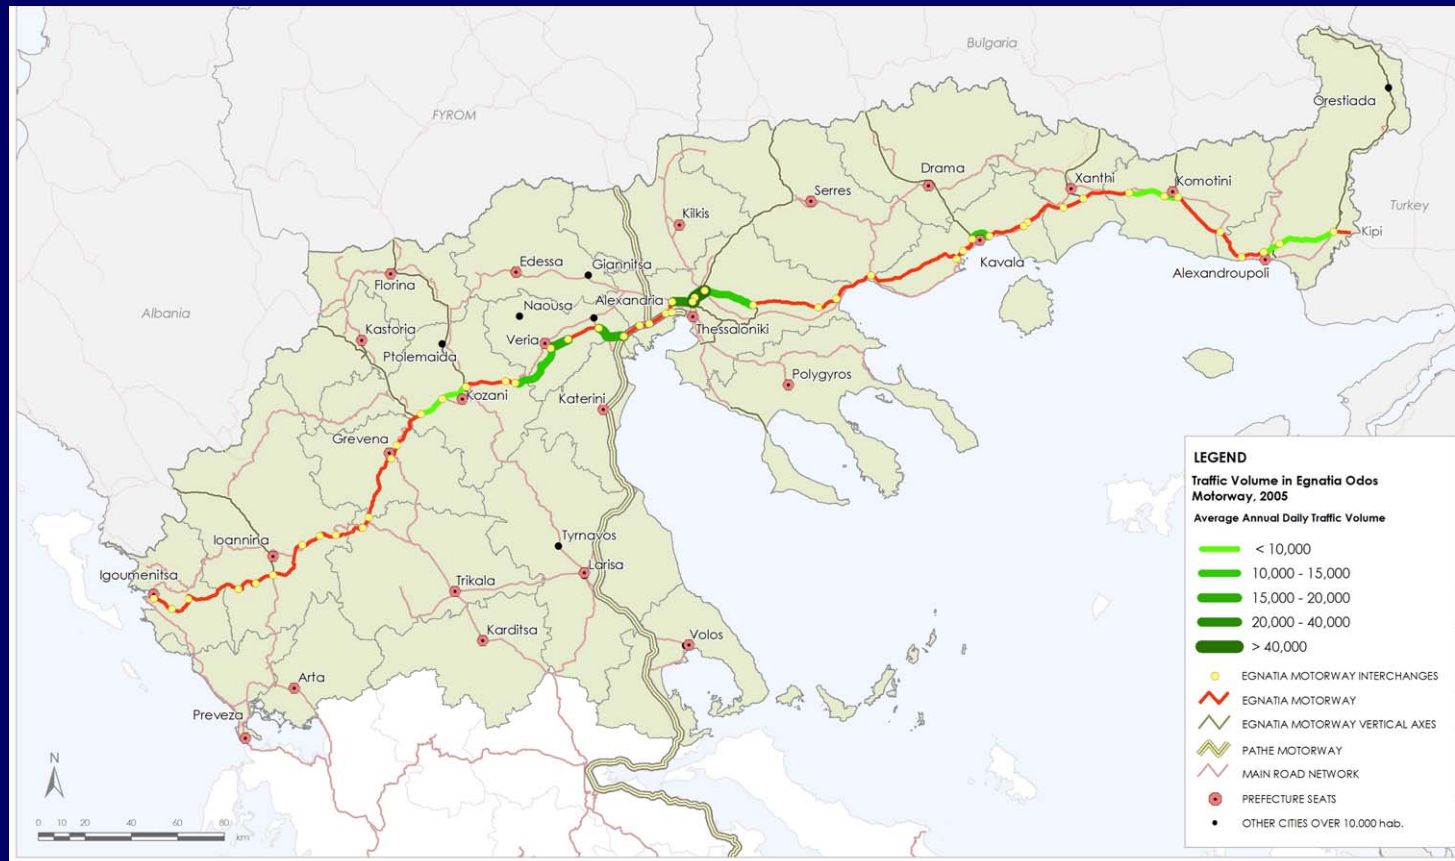 Bulgaria
Orestiada
FYROM
Drama
Xanthi
Komotini
Serres
Turkey
Kilkis
Kipi
Kavala
Edessa
Giannitsa
Alexandroupoli
Florina
Naousa
Alexandria
Albania
Kastoria
Thessaloniki
Ptolemaida
Veria
Polygyros
Kozani
Katerini
Grevena
LEGEND
Traffic Volume in Egnatia Odos
Motorway, 2005
Average Annual Daily Traffic Volume
< 10,000
10,000 - 15,000
15,000 - 20,000
20,000 - 40,000
> 40,000
EGNATIA MOTORWAY INTERCHANGES
EGNATIA MOTORWAY
EGNATIA MOTORWAY VERTICAL AXES
PATHE MOTORWAY
MAIN ROAD NETWORK
PREFECTURE SEATS
OTHER CITIES OVER 10.000 hab.
Ioannina
Tyrnavos
Igoumenitsa
Larisa
Trikala
Karditsa
Volos
Arta
Preveza
N
0 10 20 40 60 80
km